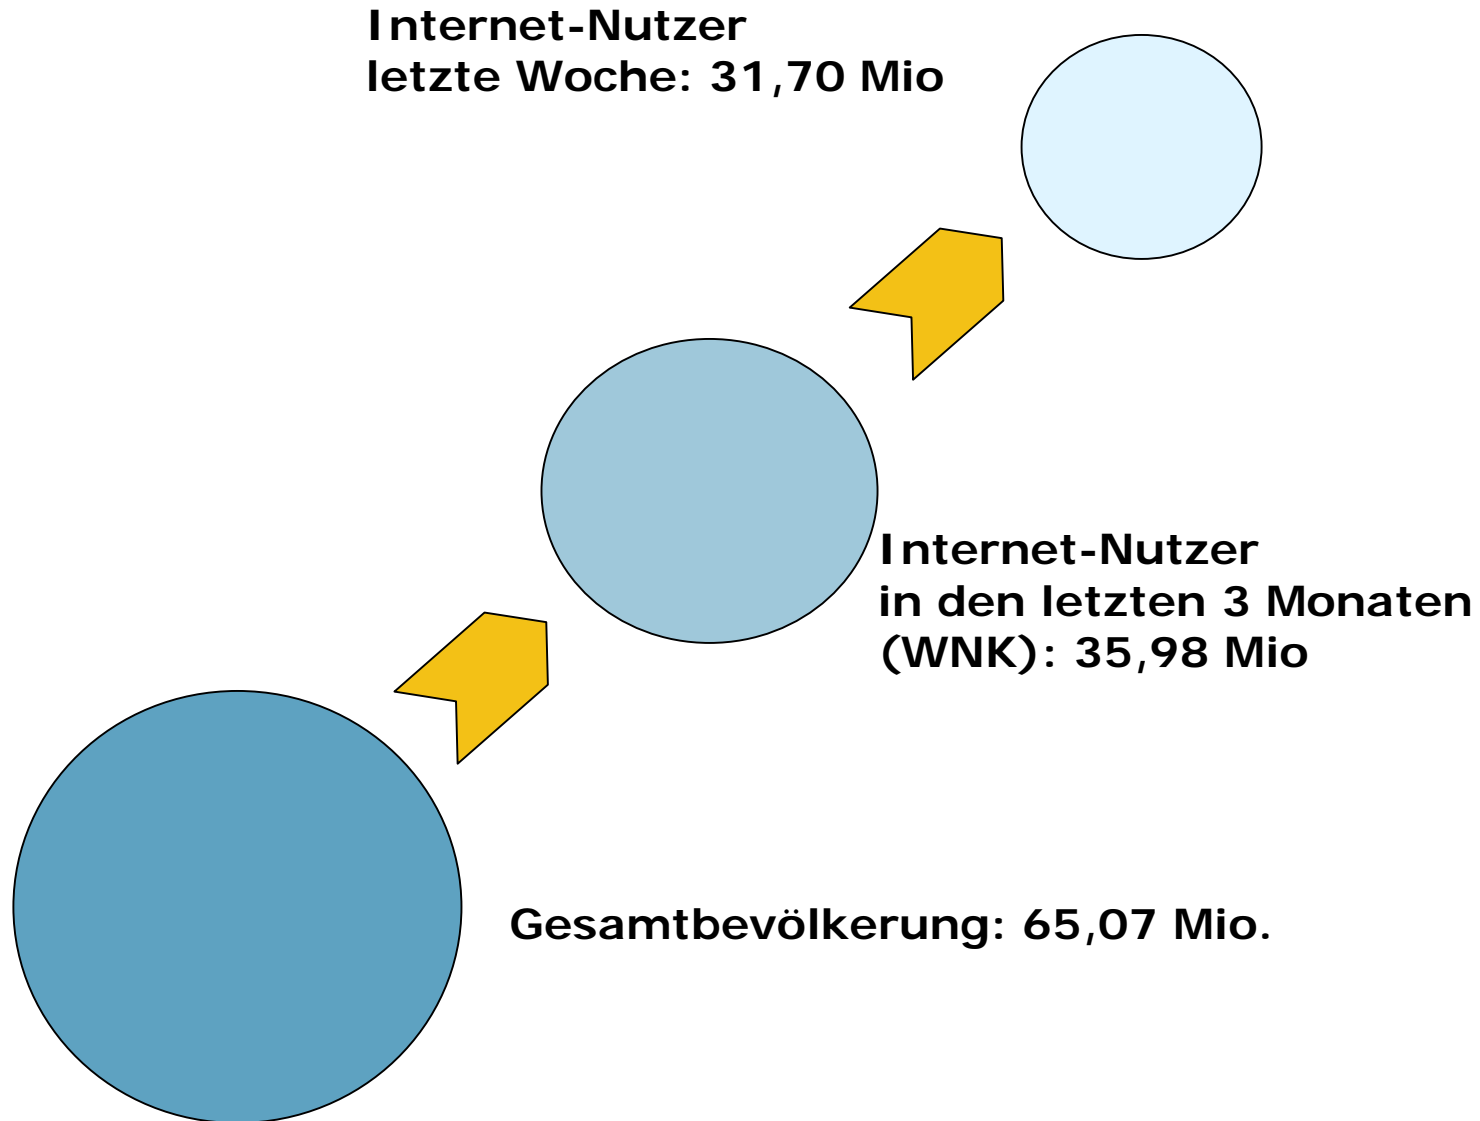 Internet-Nutzer
letzte Woche: 31,70 Mio
Internet-Nutzer
in den letzten 3 Monaten
(WNK): 35,98 Mio
Gesamtbevölkerung: 65,07 Mio.